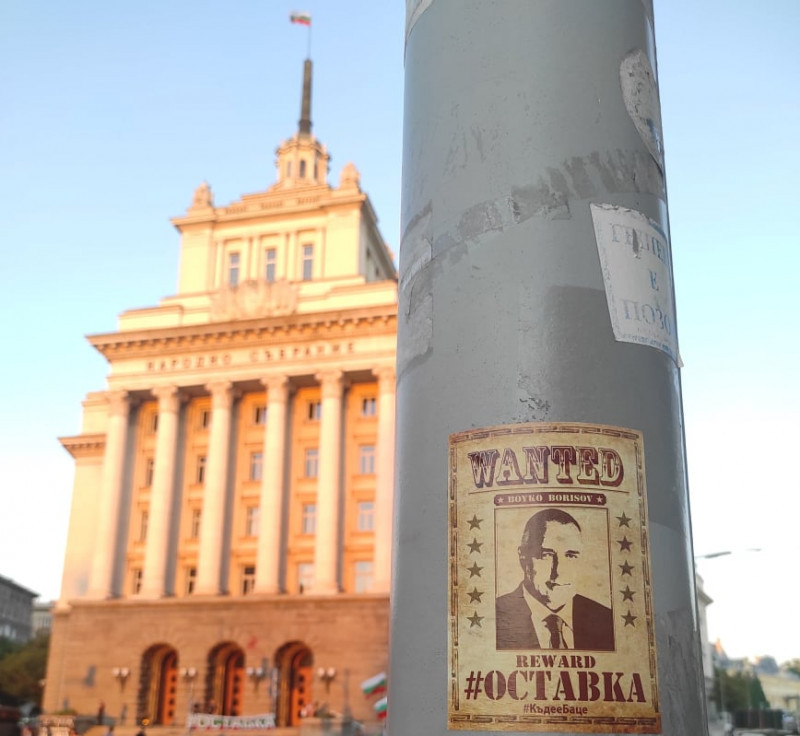 НАРОДНО СЪБРАНИЕ
Е
WANTED
BOYKO BORISOV
REWARD
#ОСТАВКА
#КъдееБаце
ОСТАВКА